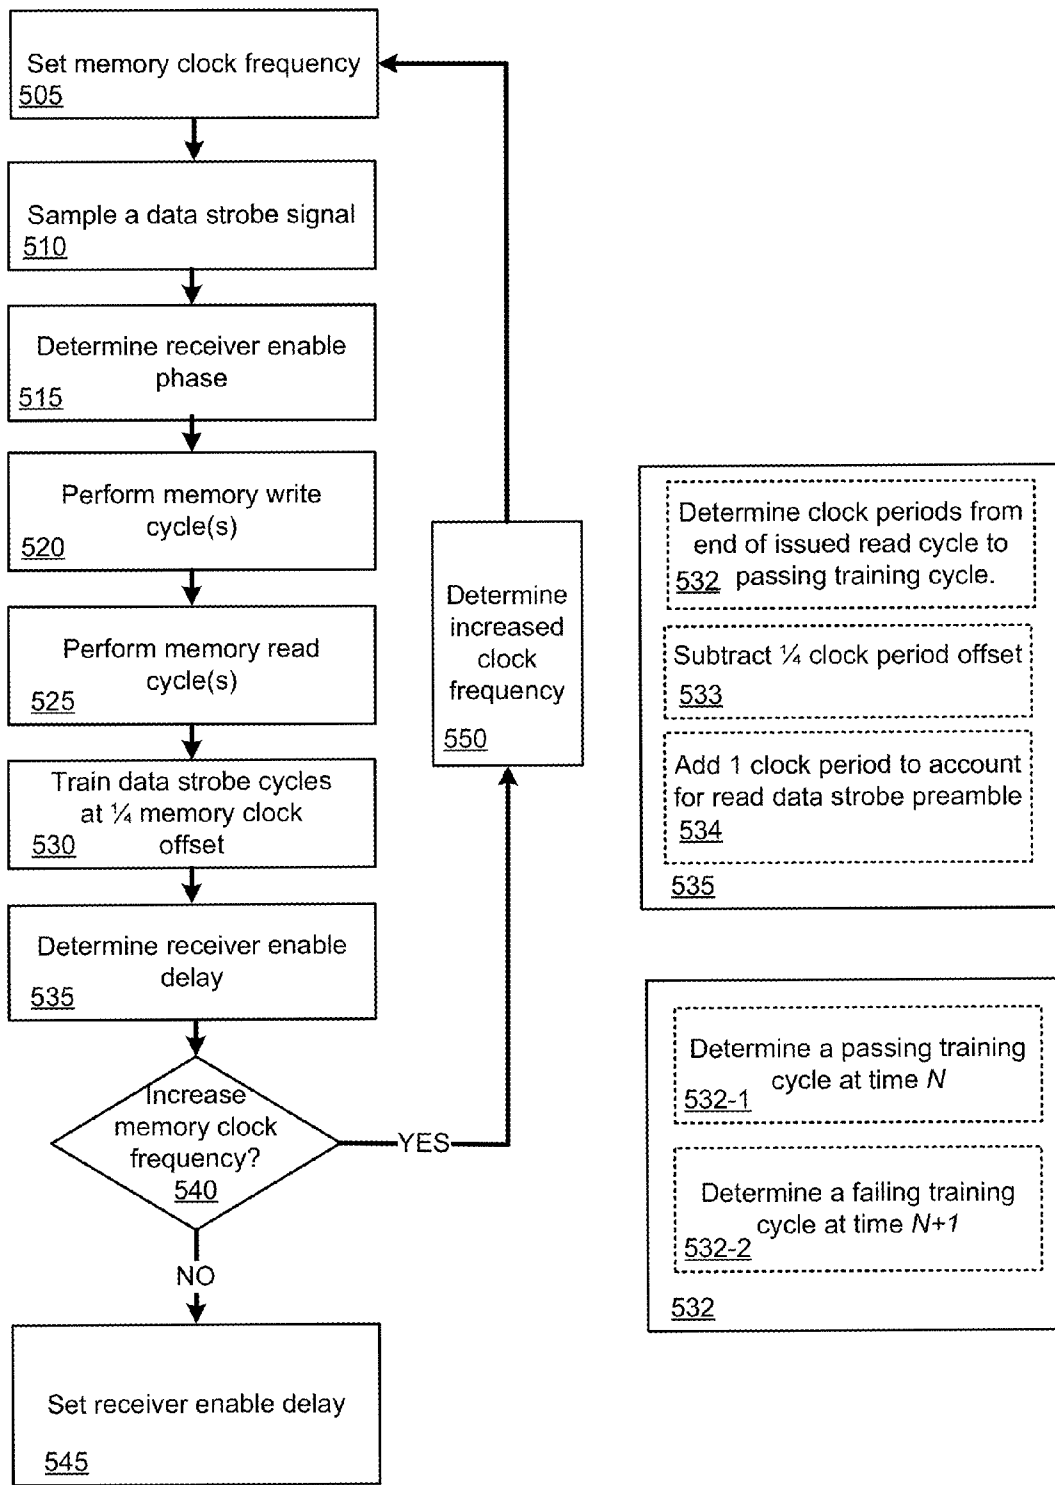 Set memory clock frequency
505
Sample a data strobe signal
510
Determine receiver enable
phase
515
Perform memory write
cycle(s)
520
Perform memory read
cycle(s)
525
Train data strobe cycles
at ¼ memory clock
offset
530
Determine receiver enable
delay
535
Increase
memory clock
frequency?
540
YES
NO
Set receiver enable delay
545
Determine
increased
clock
frequency
550
Determine clock periods from
end of issued read cycle to
532 passing training cycle.
Subtract ¼ clock period offset
533
Add 1 clock period to account
for read data strobe preamble
534
535
Determine a passing training
cycle at time N
532-1
Determine a failing training
cycle at time N+1
532-2
532